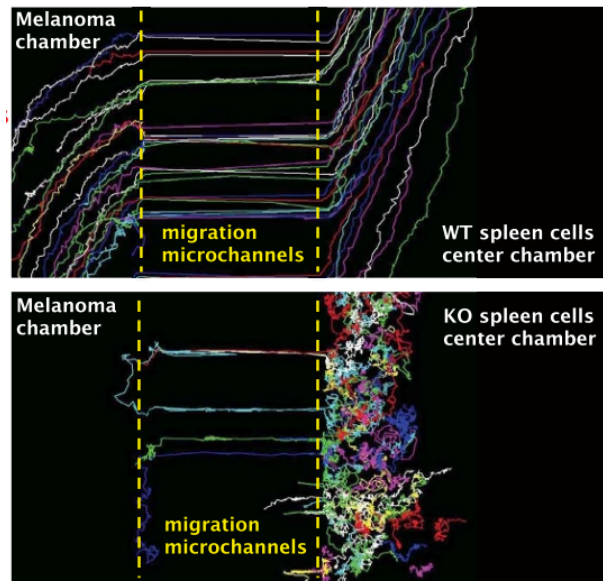 Melanoma
chamber
migration
microchannels
WT spleen cells
center chamber
Melanoma
chamber
KO spleen cells
center chamber
migration
microchannels